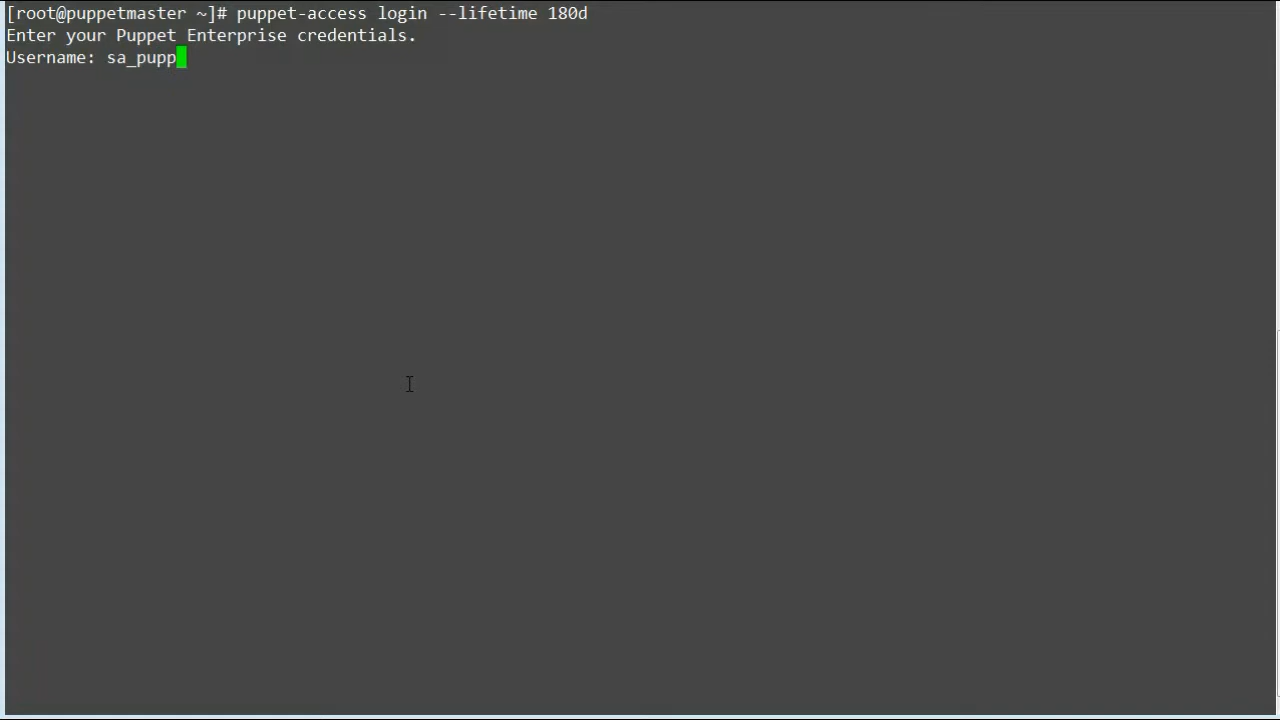 [root@puppetmaster ~]# puppet-access login --lifetime 180d
Enter your Puppet Enterprise credentials.
Username: sa_pupp